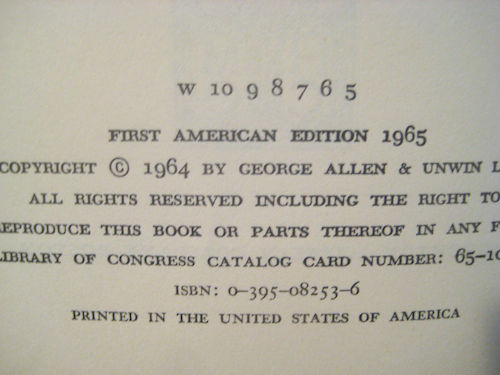 W 10 9 8 7 6 5
FIRST AMERICAN EDITION 1965
COPYRIGHT © 1964 BY GEORGE ALLEN & UNWIN L
ALL RIGHTS RESERVED INCLUDING THE RIGHT TO
REPRODUCE THIS BOOK OR PARTS THEREOF IN ANY F
LIBRARY OF CONGRESS CATALOG CARD NUMBER: 65-10
ISBN: 0-395-08253-6
PRINTED IN THE UNITED STATES OF AMERICA